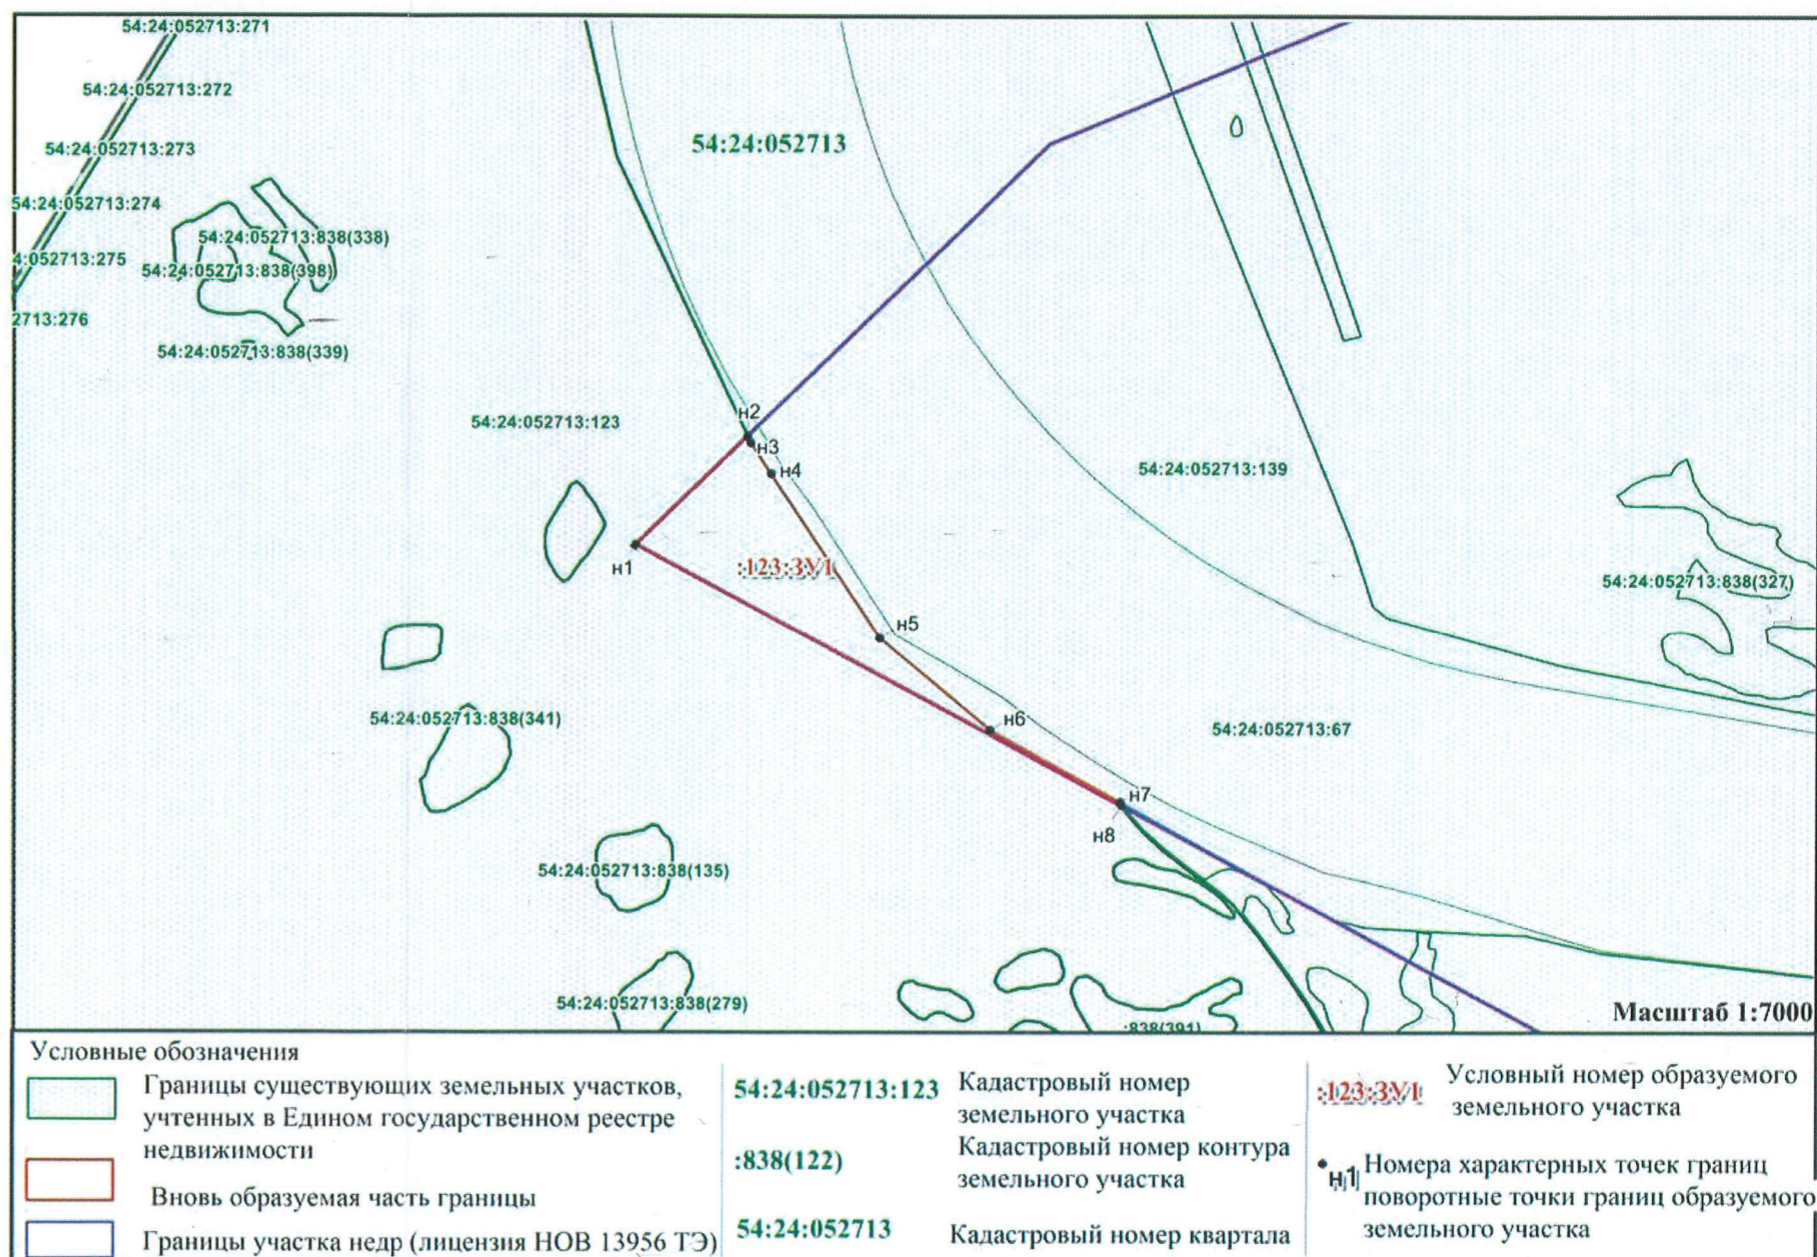 54:24:052713:271
54:24:052713:272
54:24:052713
54:24:052713:273
54:24:052713:274
54:24:052713:838(338)
4:052713:275
54:24:052713:838(398)
2713:276
54:24:052713:838(339)
н2
54:24:052713:123
н3
н4
54:24:052713:139
н1
:123:ЗУ1
54:24:052713:838(327)
н5
54:24:052713:838(341)
н6
54:24:052713:67
н7
н8
54:24:052713:838(135)
54:24:052713:838(279)
Масштаб 1:7000
:838(391)
Условные обозначения
Границы существующих земельных участков,
учтенных в Едином государственном реестре
недвижимости
Вновь образуемая часть границы
Границы участка недр (лицензия НОВ 13956 ТЭ)
54:24:052713:123
Кадастровый номер
земельного участка
:838(122)
Кадастровый номер контура
земельного участка
54:24:052713
Кадастровый номер квартала
:123:ЗУ1
Условный номер образуемого
земельного участка
н1
Номера характерных точек границ
поворотные точки границ образуемого
земельного участка